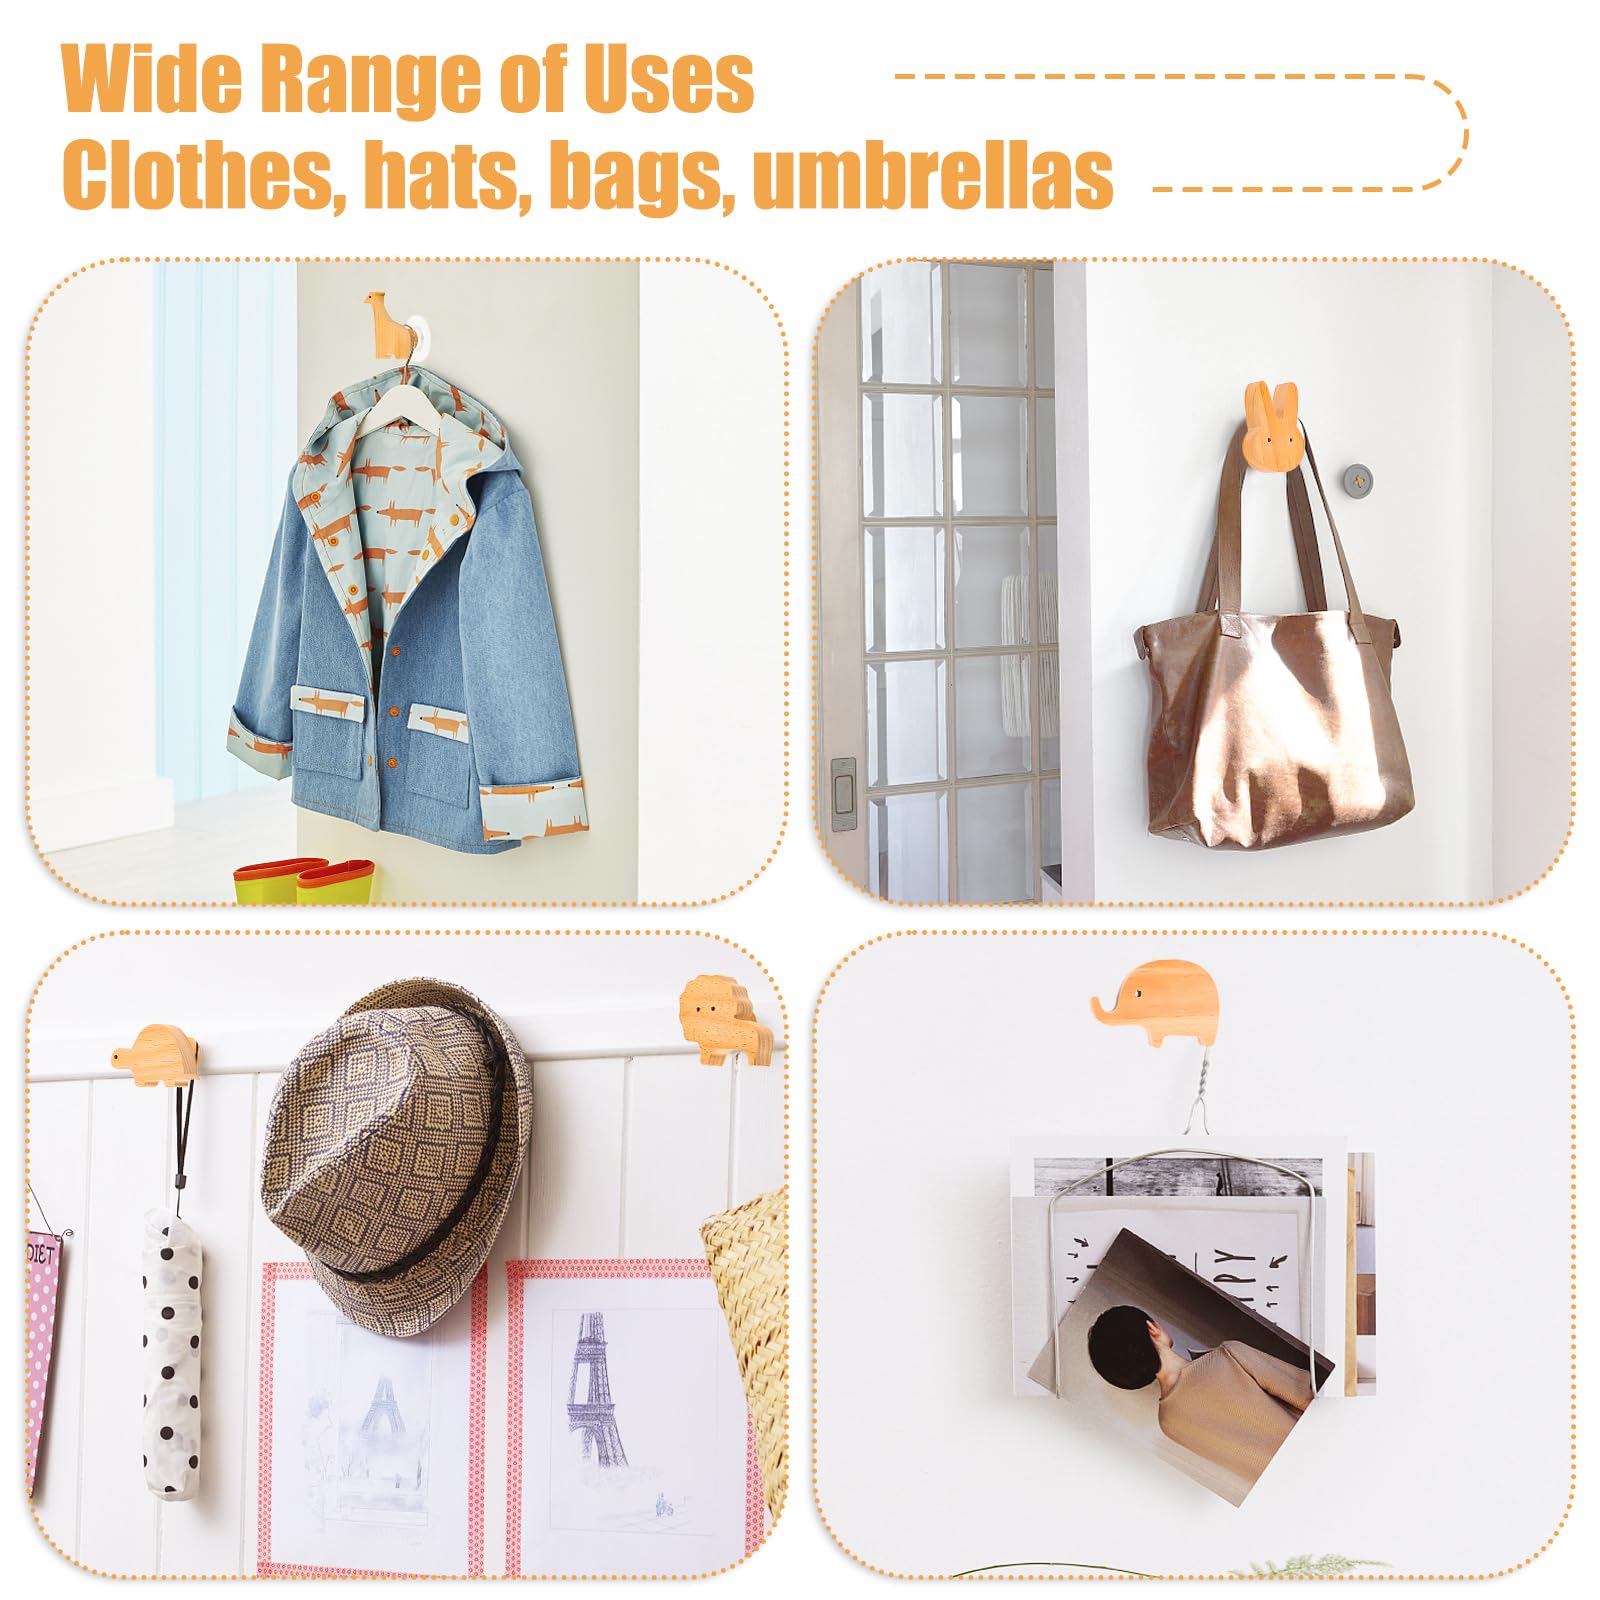 Wide Range of Uses
Clothes, hats, bags, umbrellas